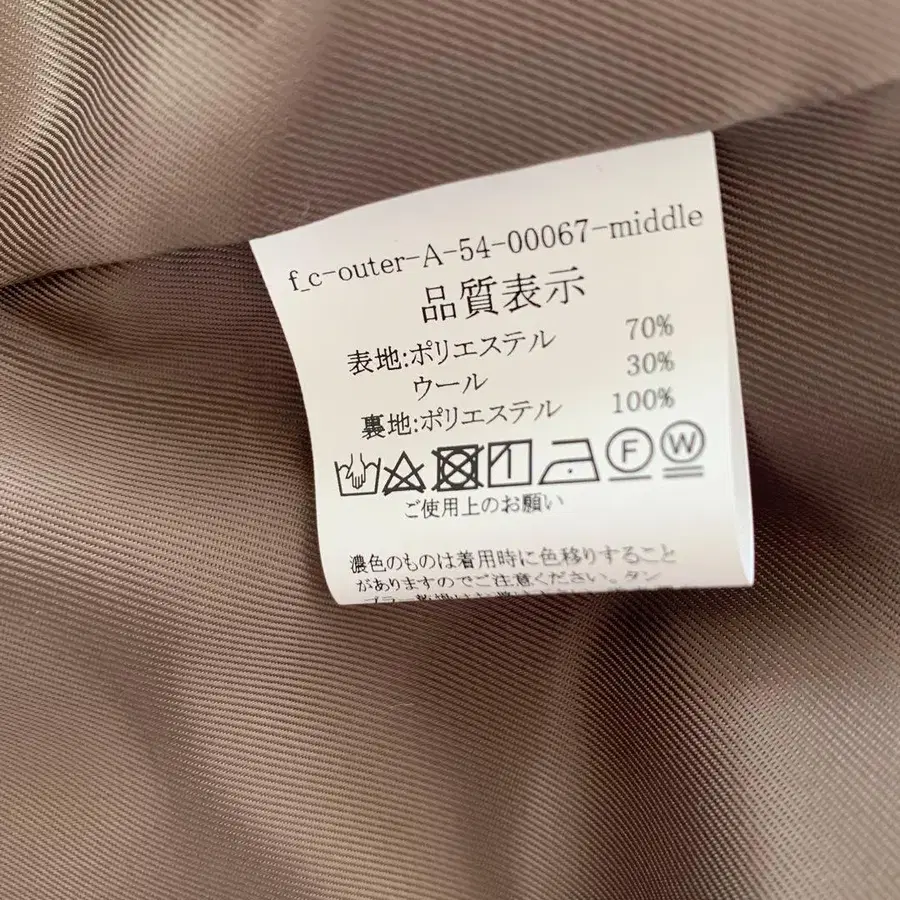 f_c-outer-A-54-00067-middle
品質表示
表地:ポリエステル 70%
ウール 30%
裏地:ポリエステル 100%
F W
ご使用上のお願い
濃色のものは着用時に色移りすること
がありますのでご注意ください。タン